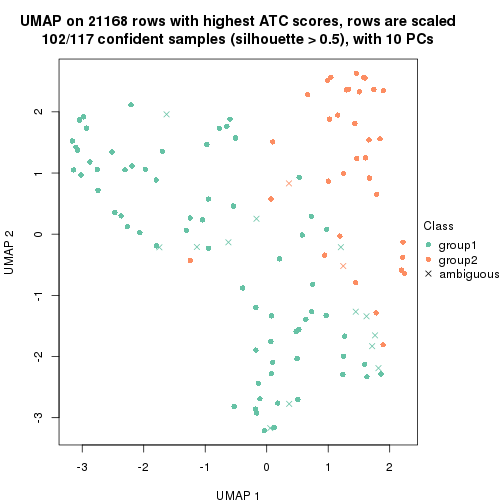 UMAP on 21168 rows with highest ATC scores, rows are scaled
102/117 confident samples (silhouette > 0.5), with 10 PCs
2
1
0
-1
-2
-3
UMAP 2
-3
-2
-1
0
1
2
UMAP 1
Class
group1
group2
ambiguous